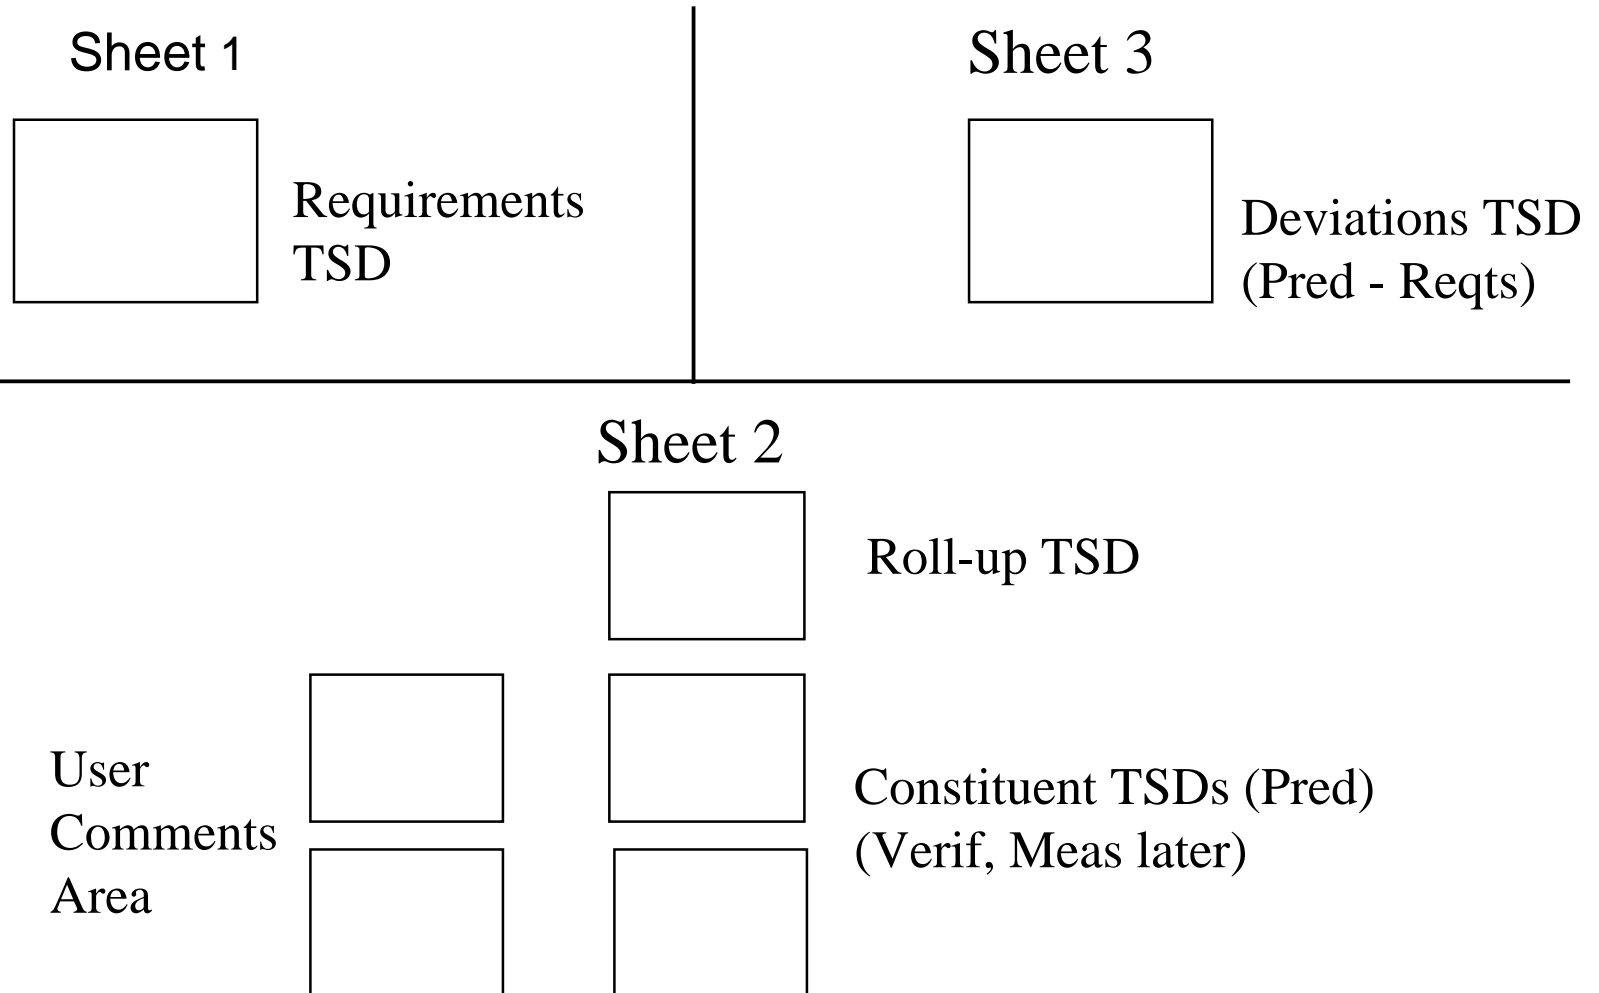 Sheet 1
Requirements
TSD
Sheet 3
Deviations TSD
(Pred - Reqts)
Sheet 2
Roll-up TSD
User
Comments
Area
Constituent TSDs (Pred)
(Verif, Meas later)